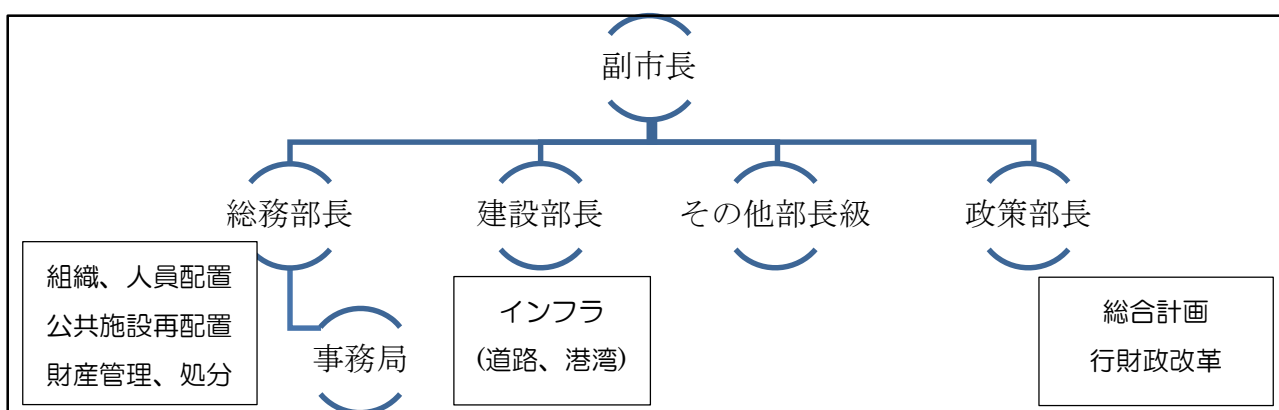 副市長
総務部長
建設部長
その他部長級
政策部長
組織、人員配置
公共施設再配置
財産管理、処分
事務局
インフラ
(道路、港湾)
総合計画
行財政改革